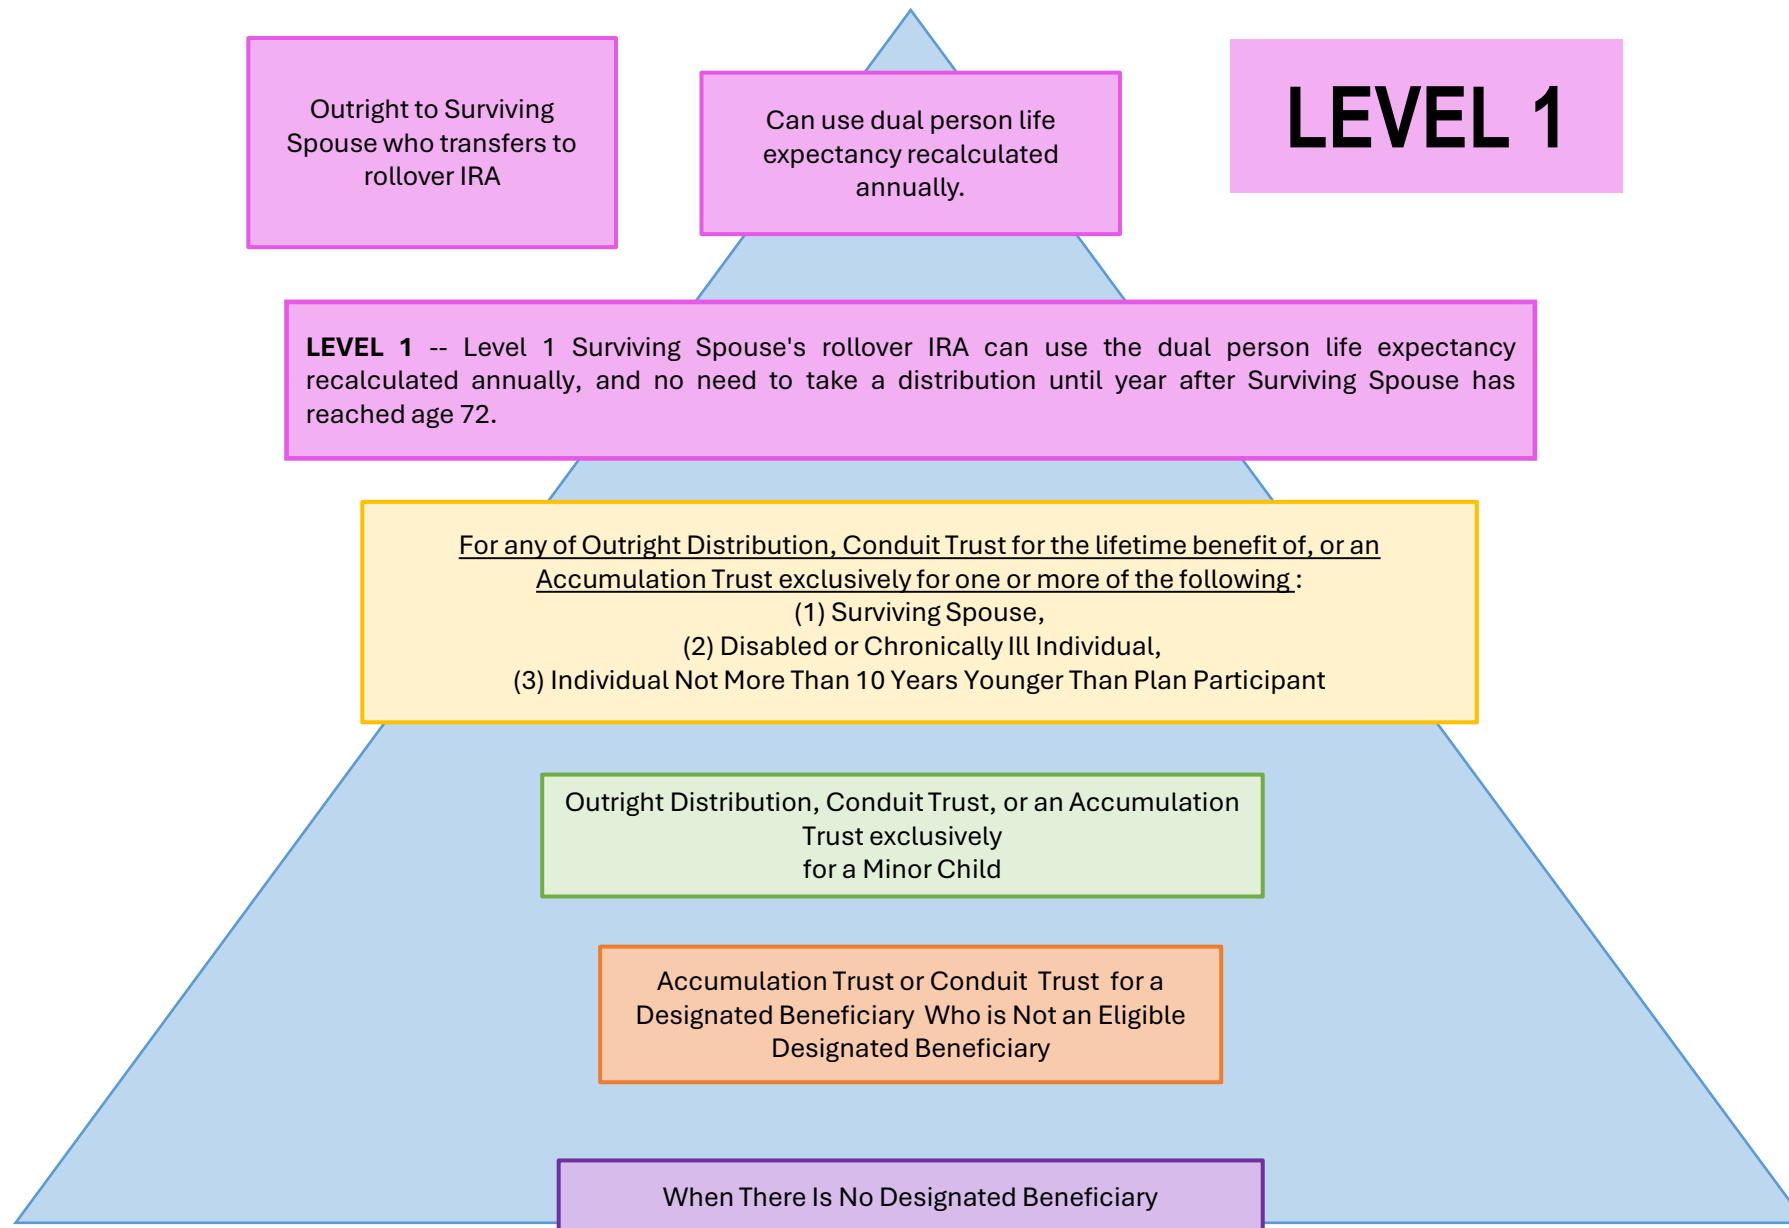 Outright to Surviving
Spouse who transfers to
rollover IRA
Can use dual person life
expectancy recalculated
annually.
LEVEL 1
LEVEL 1 -- Level 1 Surviving Spouse's rollover IRA can use the dual person life expectancy
recalculated annually, and no need to take a distribution until year after Surviving Spouse has
reached age 72.
For any of Outright Distribution, Conduit Trust for the lifetime benefit of, or an
Accumulation Trust exclusively for one or more of the following :
(1) Surviving Spouse,
(2) Disabled or Chronically Ill Individual,
(3) Individual Not More Than 10 Years Younger Than Plan Participant
Outright Distribution, Conduit Trust, or an Accumulation
Trust exclusively
for a Minor Child
Accumulation Trust or Conduit Trust for a
Designated Beneficiary Who is Not an Eligible
Designated Beneficiary
When There Is No Designated Beneficiary